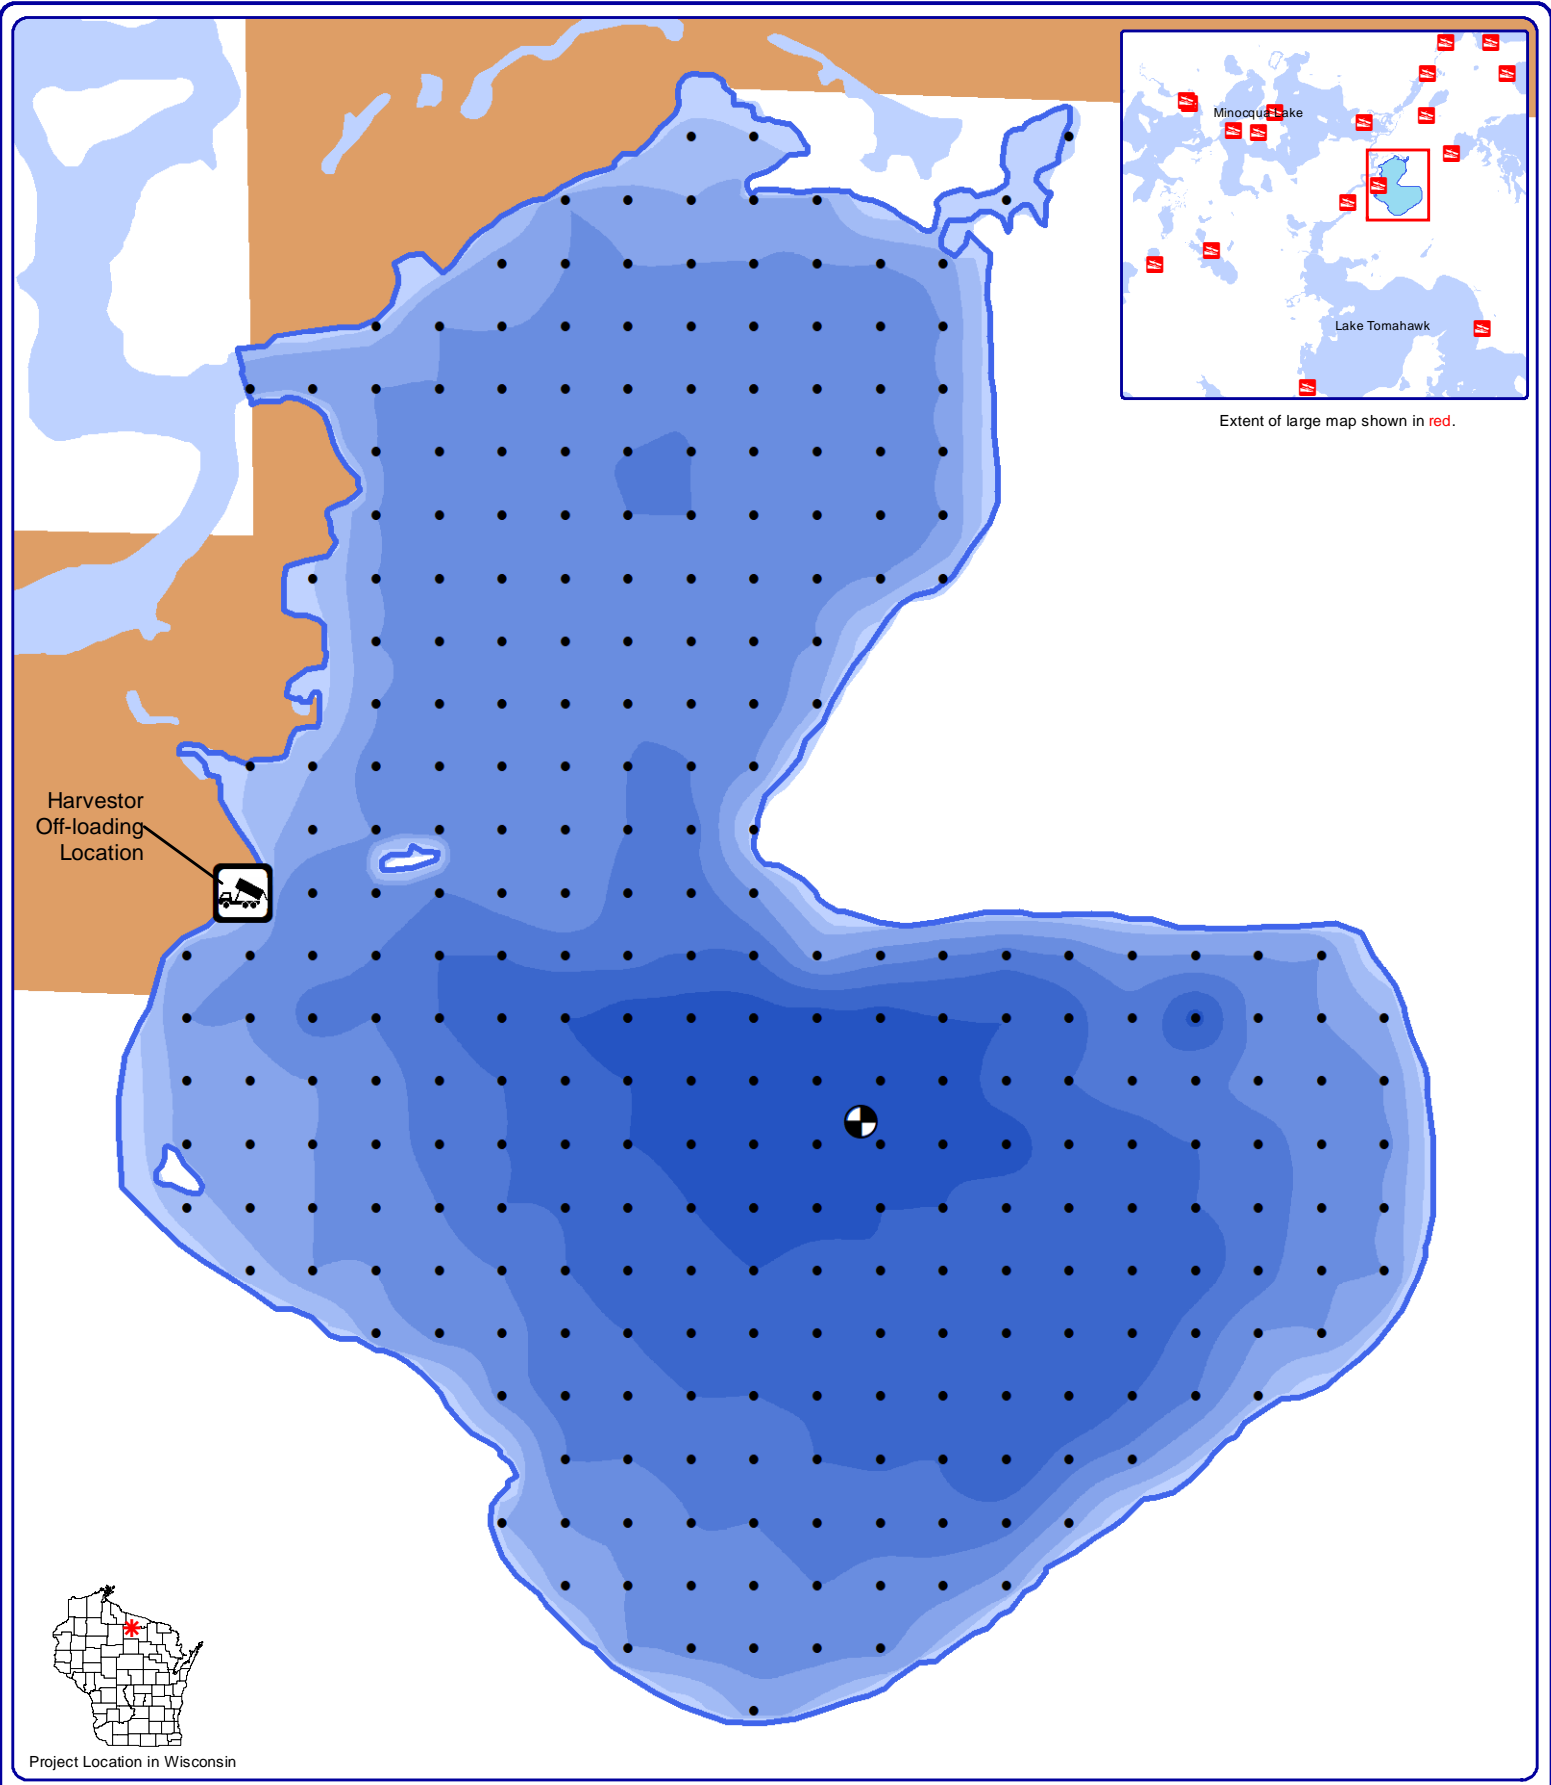 Minocqua Lake
Lake Tomahawk
Extent of large map shown in red.
Harvestor
Off-loading
Location
Project Location in Wisconsin